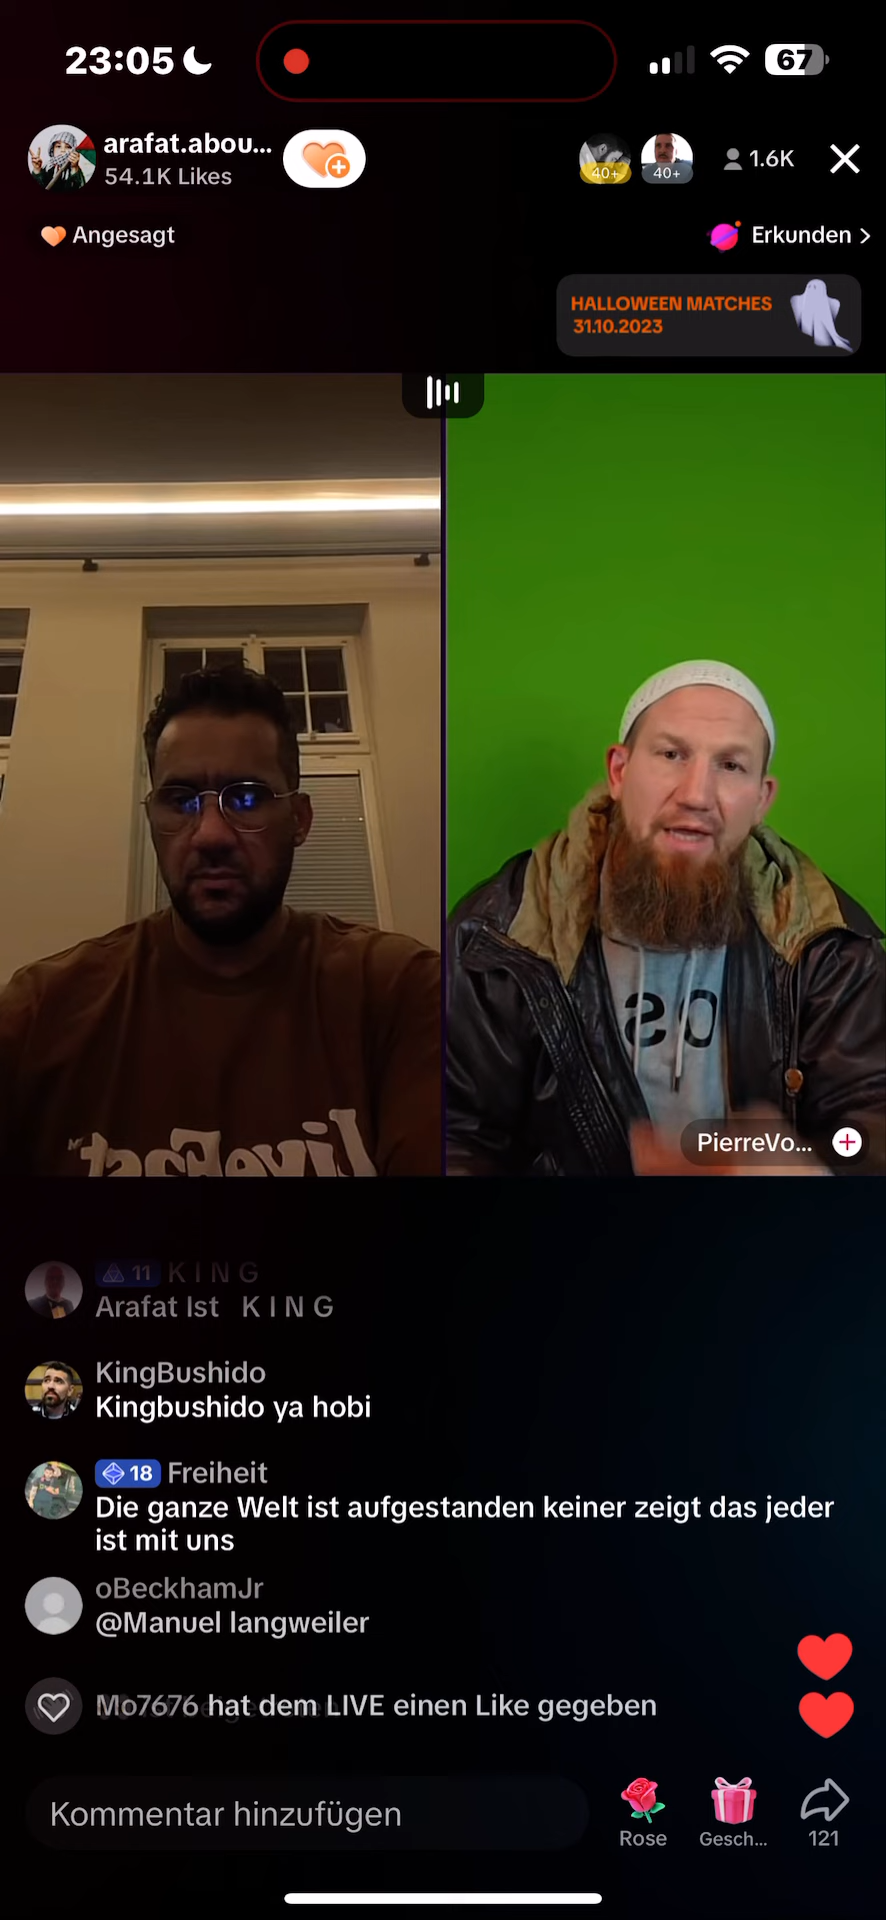 23:05
67
arafat.abou...
54.1K Likes
40+
40+
1.6K
Angesagt
Erkunden >
HALLOWEEN MATCHES
31.10.2023
LiveFast
PierreVo...
11 K I N G
Arafat Ist K I N G
KingBushido
Kingbushido ya hobi
18 Freiheit
Die ganze Welt ist aufgestanden keiner zeigt das jeder
ist mit uns
oBeckhamJr
@Manuel langweiler
Mo7676 hat dem LIVE einen Like gegeben
Kommentar hinzufügen
Rose
Gesch...
121